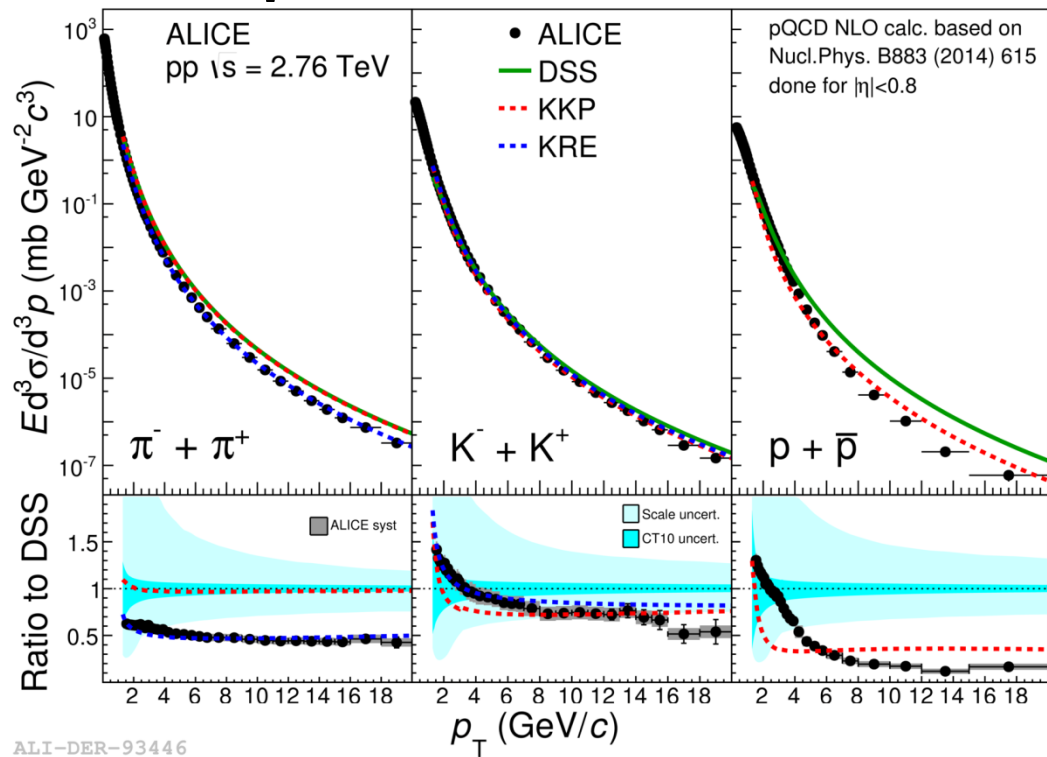 ALICE
pp √s = 2.76 TeV
ALICE
DSS
KKP
KRE
pQCD NLO calc. based on
Nucl.Phys. B883 (2014) 615
done for |η|<0.8
10³
10
10⁻¹
10⁻³
10⁻⁵
10⁻⁷
Ed³σ/d³p (mb GeV⁻²c³)
π⁻ + π⁺
K⁻ + K⁺
p + p̅
ALICE syst
Scale uncert.
CT10 uncert.
1.5
1
0.5
Ratio to DSS
2 4 6 8 10 12 14 16 18
2 4 6 8 10 12 14 16 18
2 4 6 8 10 12 14 16 18
p_T (GeV/c)
ALI-DER-93446